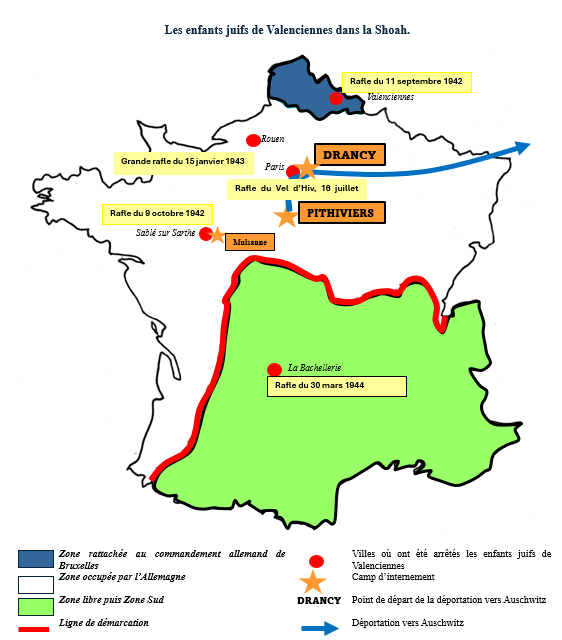 Les enfants juifs de Valenciennes dans la Shoah.
Rafle du 11 septembre 1942
Valenciennes
Rouen
DRANCY
Grande rafle du 15 janvier 1943
Paris
Rafle du Vel d'Hiv, 16 juillet
Rafle du 9 octobre 1942
PITHIVIERS
Sablé sur Sarthe
Mulsanne
La Bachellerie
Rafle du 30 mars 1944
Zone rattachée au commandement allemand de
Bruxelles
Zone occupée par l'Allemagne
Zone libre puis Zone Sud
Ligne de démarcation
Villes où ont été arrêtés les enfants juifs de
Valenciennes
Camp d'internement
DRANCY Point de départ de la déportation vers Auschwitz
Déportation vers Auschwitz